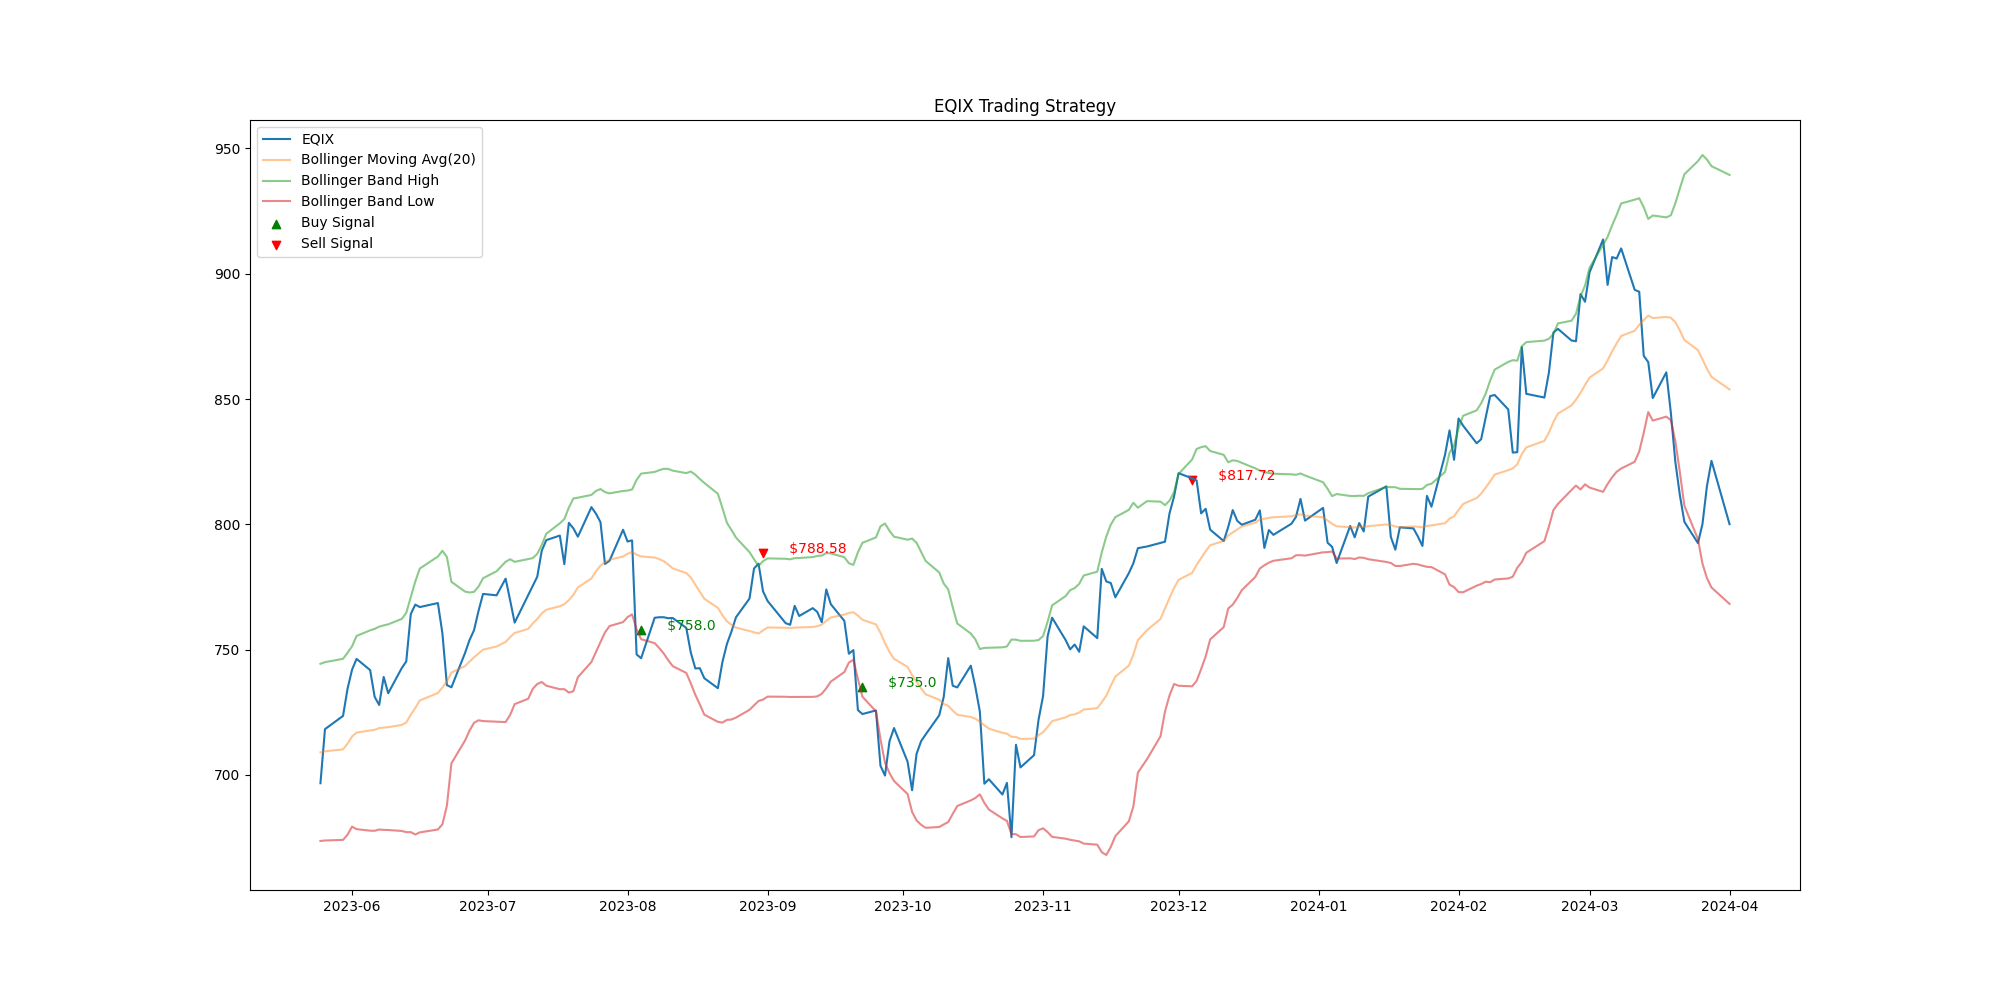 EQIX Trading Strategy
EQIX
Bollinger Moving Avg(20)
Bollinger Band High
Bollinger Band Low
Buy Signal
Sell Signal
950
900
850
800
750
700
$817.72
$788.58
$758.0
$735.0
2023-06 2023-07 2023-08 2023-09 2023-10 2023-11 2023-12 2024-01 2024-02 2024-03 2024-04